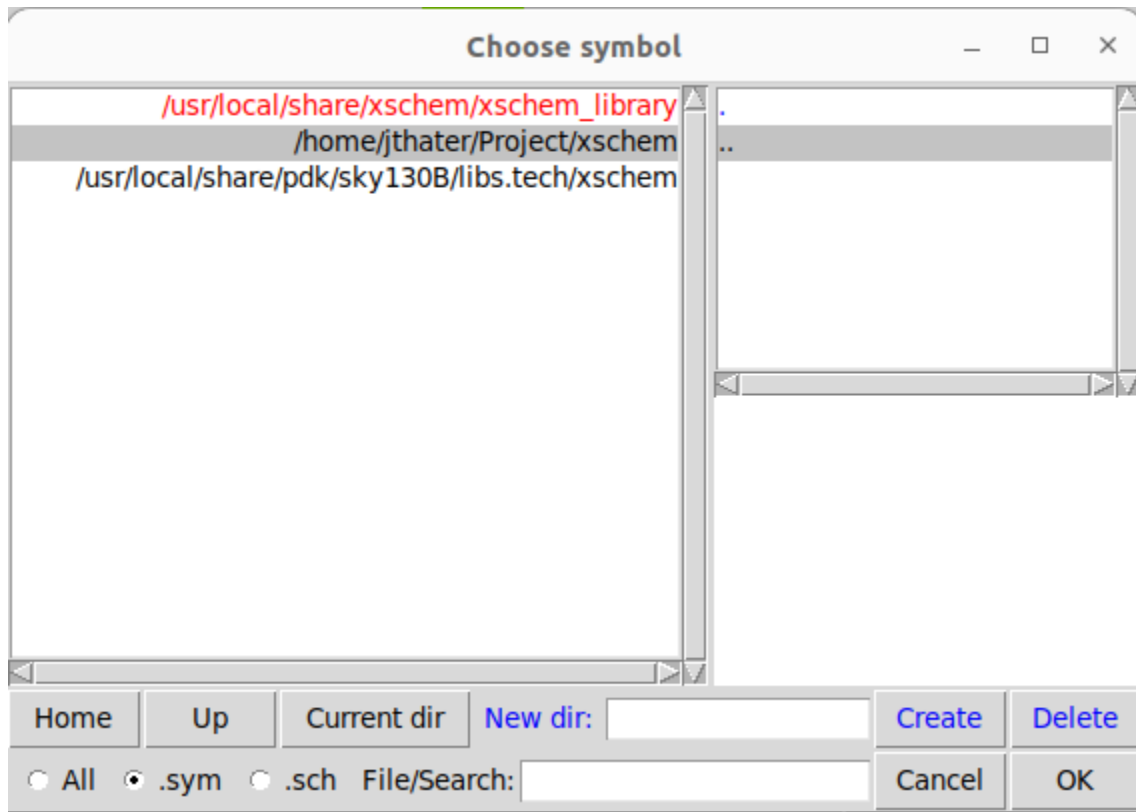 Choose symbol
/usr/local/share/xschem/xschem_library
/home/jthater/Project/xschem
/usr/local/share/pdk/sky130B/libs.tech/xschem
.
..
Home Up Current dir New dir: Create Delete
All .sym .sch File/Search: Cancel OK